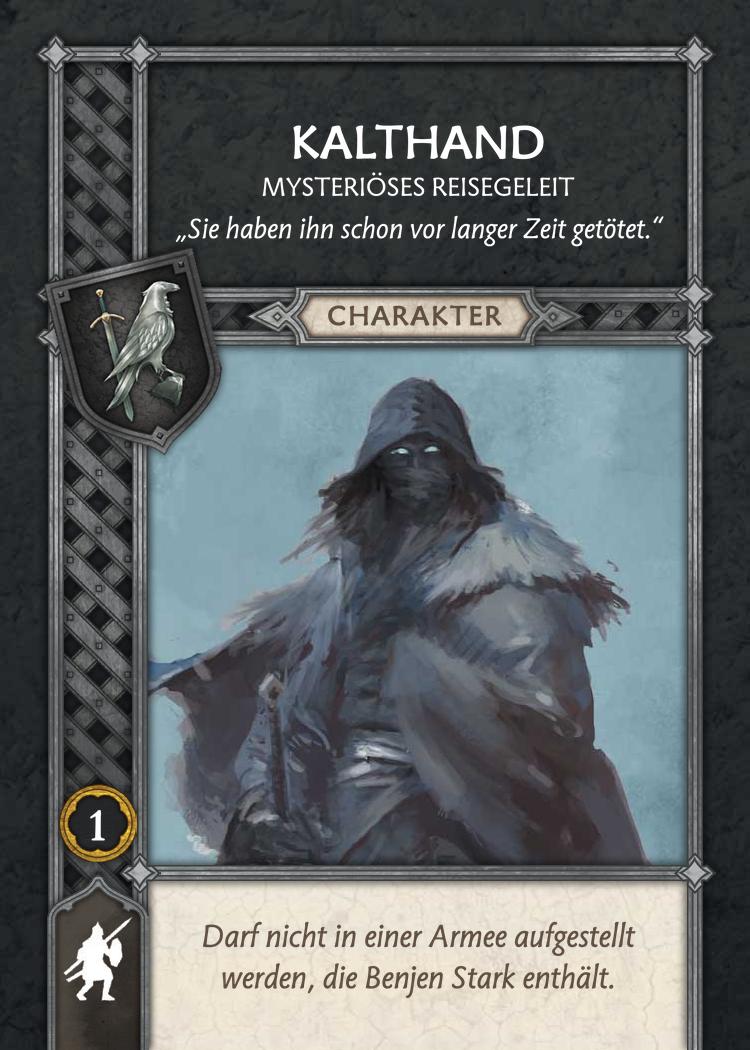 KALTHAND
MYSTERIÖSES REISEGELEIT
„Sie haben ihn schon vor langer Zeit getötet.“
CHARAKTER
1
Darf nicht in einer Armee aufgestellt
werden, die Benjen Stark enthält.